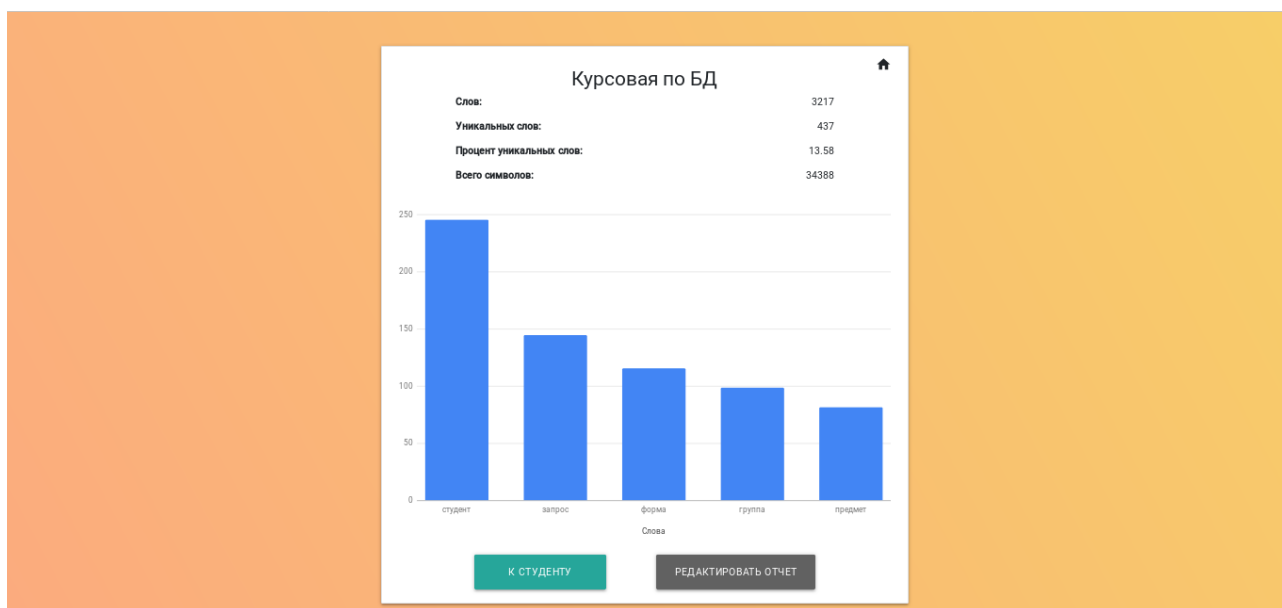 Курсовая по БД
Слов: 3217
Уникальных слов: 437
Процент уникальных слов: 13.58
Всего символов: 34388
250
200
150
100
50
0
студент запрос форма группа предмет
Слова
К СТУДЕНТУ РЕДАКТИРОВАТЬ ОТЧЕТ